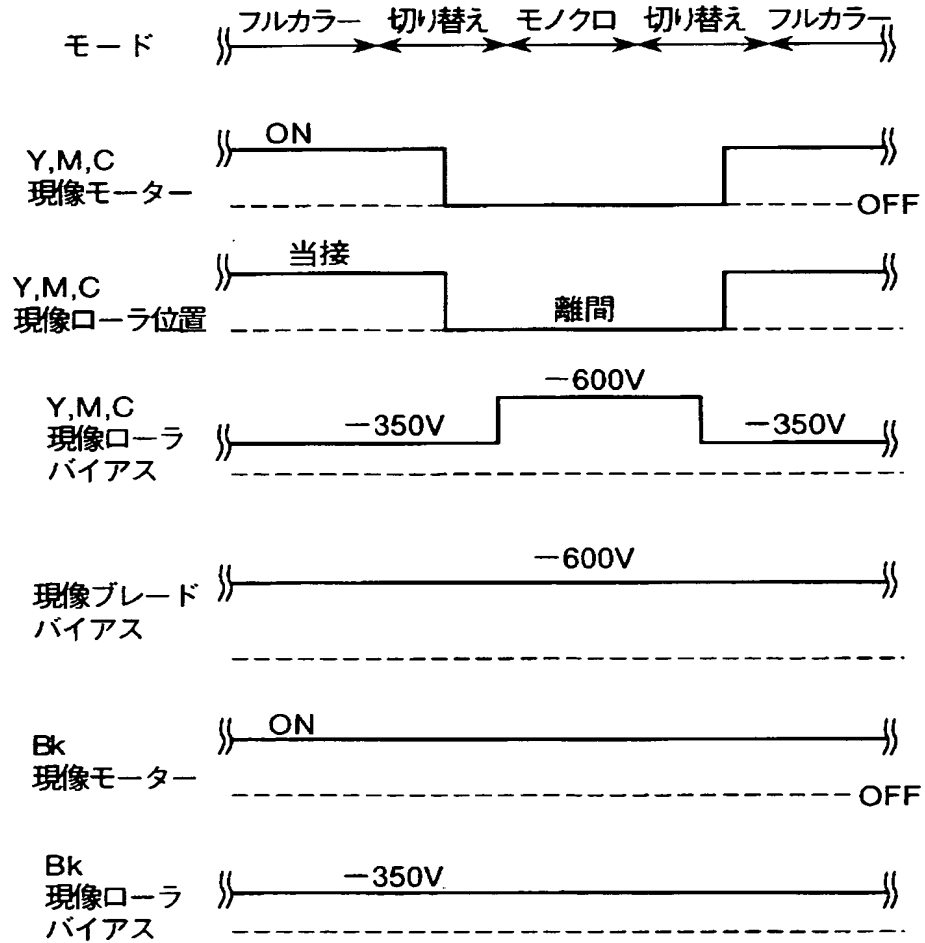 モード
フルカラー 切り替え モノクロ 切り替え フルカラー
ON
Y,M,C
現像モーター
OFF
当接
Y,M,C
現像ローラ位置
離間
Y,M,C
現像ローラ
バイアス
－350V
－600V
－350V
－600V
現像ブレード
バイアス
ON
Bk
現像モーター
OFF
Bk
現像ローラ
バイアス
－350V